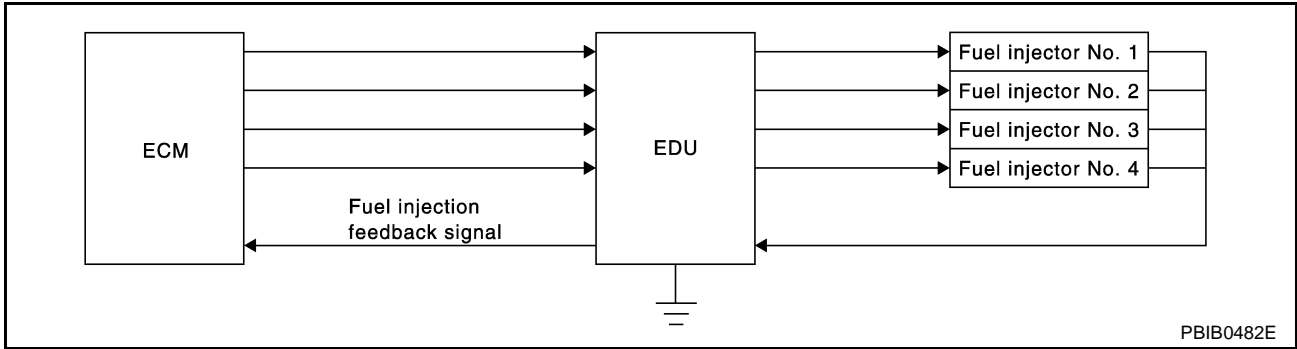 ECM
EDU
Fuel injector No. 1
Fuel injector No. 2
Fuel injector No. 3
Fuel injector No. 4
Fuel injection
feedback signal
PBIB0482E